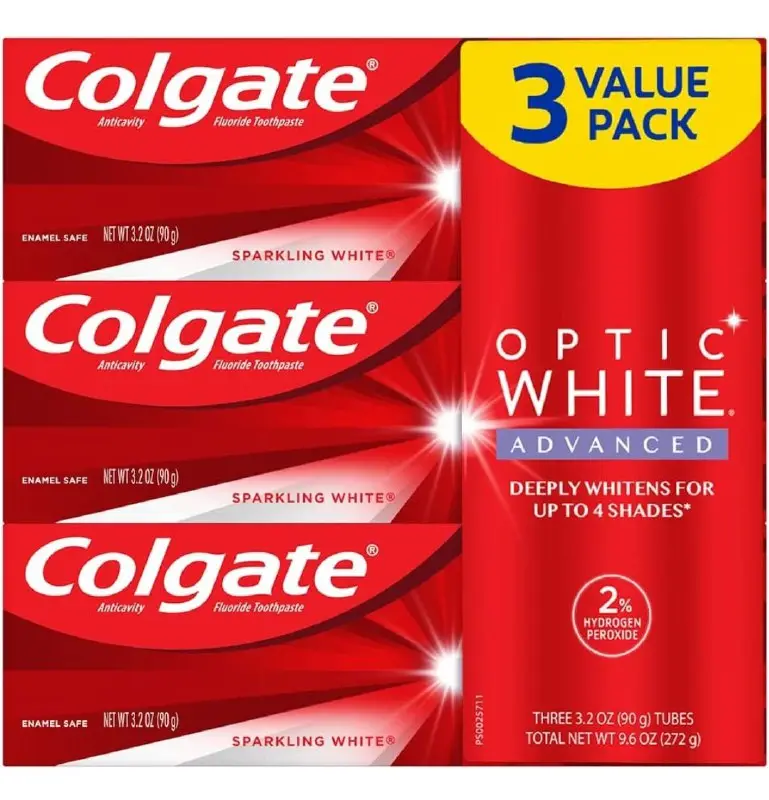 Colgate®
Anticavity Fluoride Toothpaste
ENAMEL SAFE NET WT 3.2 OZ (90 g)
SPARKLING WHITE®
Colgate®
Anticavity Fluoride Toothpaste
ENAMEL SAFE NET WT 3.2 OZ (90 g)
SPARKLING WHITE®
Colgate®
Anticavity Fluoride Toothpaste
ENAMEL SAFE NET WT 3.2 OZ (90 g)
SPARKLING WHITE®
3 VALUE
PACK
OPTIC
WHITE®
ADVANCED
DEEPLY WHITENS FOR
UP TO 4 SHADES*
2%
HYDROGEN
PEROXIDE
THREE 3.2 OZ (90 g) TUBES
TOTAL NET WT 9.6 OZ (272 g)
PS0025711